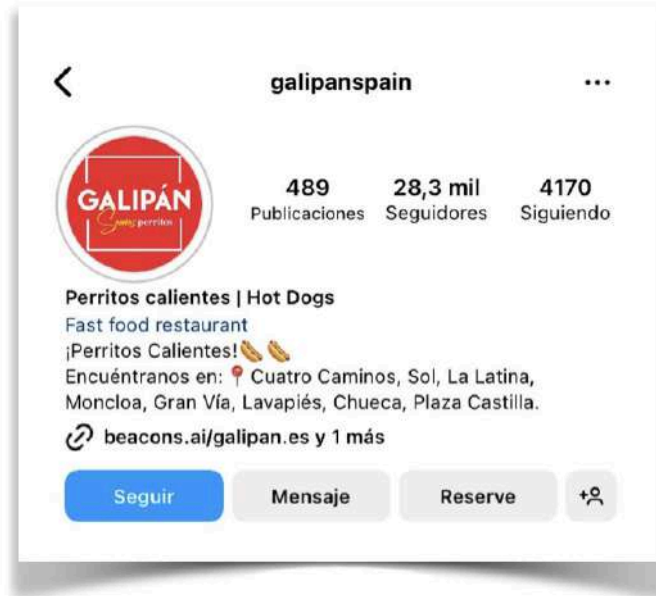 galipanspain
489
28,3 mil
4170
Publicaciones
Seguidores
Siguiendo
GALIPÁN
Somos perritos
Perritos calientes | Hot Dogs
Fast food restaurant
¡Perritos Calientes!🌭🌭
Encuéntranos en:📍 Cuatro Caminos, Sol, La Latina,
Moncloa, Gran Vía, Lavapiés, Chueca, Plaza Castilla.
beacons.ai/galipan.es y 1 más
Seguir
Mensaje
Reserve